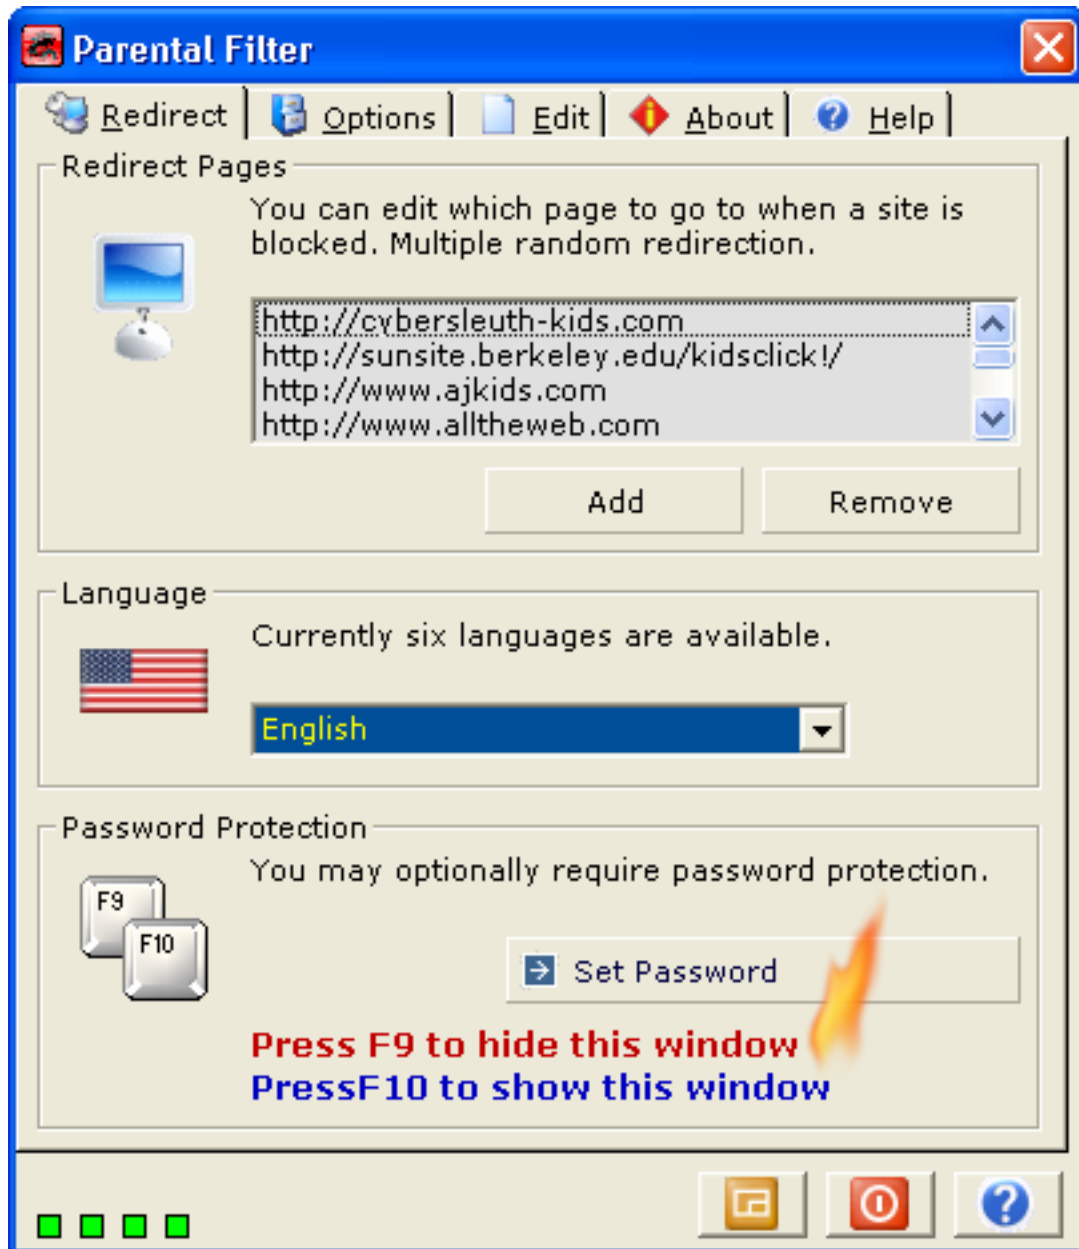 Parental Filter
Redirect Options Edit About Help
Redirect Pages
You can edit which page to go to when a site is
blocked. Multiple random redirection.
http://cybersleuth-kids.com
http://sunsite.berkeley.edu/kidsclick!/
http://www.ajkids.com
http://www.alltheweb.com
Add Remove
Language
Currently six languages are available.
English
Password Protection
You may optionally require password protection.
F9
F10
Set Password
Press F9 to hide this window
PressF10 to show this window